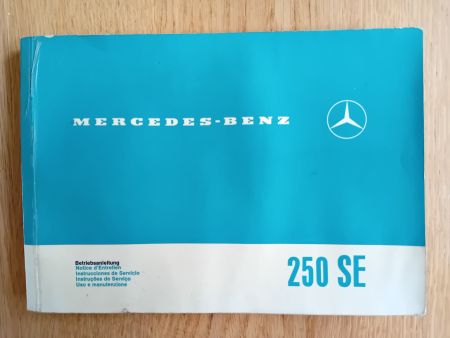 MERCEDES-BENZ
Betriebsanleitung
Notice d'Entretien
Instrucciones de Servicio
Instruções de Serviço
Uso e manutenzione
250 SE